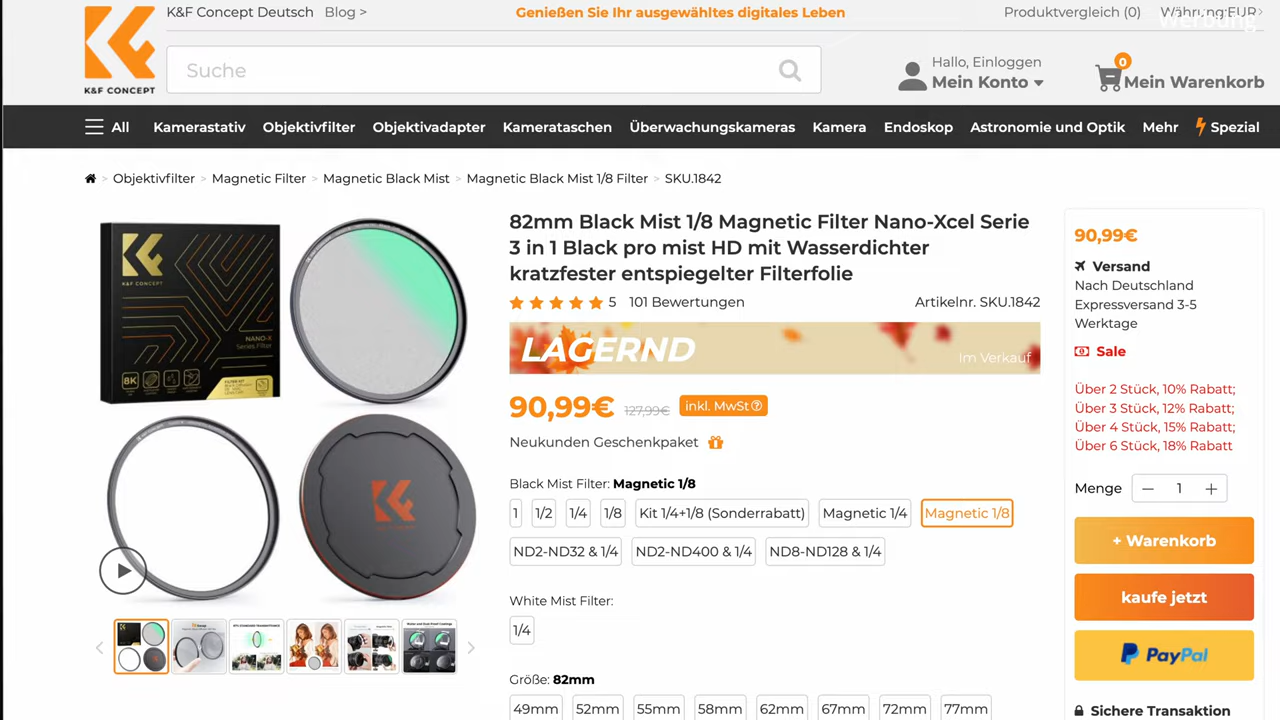 K&F Concept Deutsch Blog >
Genießen Sie Ihr ausgewähltes digitales Leben
Produktvergleich (0) Währung:EUR
Werbung
K&F CONCEPT
Suche
Hallo, Einloggen
Mein Konto
0
Mein Warenkorb
All Kamerastativ Objektivfilter Objektivadapter Kamerataschen Überwachungskameras Kamera Endoskop Astronomie und Optik Mehr Spezial
> Objektivfilter > Magnetic Filter > Magnetic Black Mist > Magnetic Black Mist 1/8 Filter > SKU.1842
K&F CONCEPT
NANO-X
Series Filter
8K
82mm Black Mist 1/8 Magnetic Filter Nano-Xcel Serie
3 in 1 Black pro mist HD mit Wasserdichter
kratzfester entspiegelter Filterfolie
5 101 Bewertungen
Artikelnr. SKU.1842
LAGERND
Im Verkauf
90,99€ 127,99€ inkl. MwSt
Neukunden Geschenkpaket
Black Mist Filter: Magnetic 1/8
1 1/2 1/4 1/8 Kit 1/4+1/8 (Sonderrabatt) Magnetic 1/4 Magnetic 1/8
ND2-ND32 & 1/4 ND2-ND400 & 1/4 ND8-ND128 & 1/4
White Mist Filter:
1/4
Größe: 82mm
49mm 52mm 55mm 58mm 62mm 67mm 72mm 77mm
90,99€
Versand
Nach Deutschland
Expressversand 3-5
Werktage
Sale
Über 2 Stück, 10% Rabatt;
Über 3 Stück, 12% Rabatt;
Über 4 Stück, 15% Rabatt;
Über 6 Stück, 18% Rabatt
Menge — 1 +
+ Warenkorb
kaufe jetzt
PayPal
Sichere Transaktion